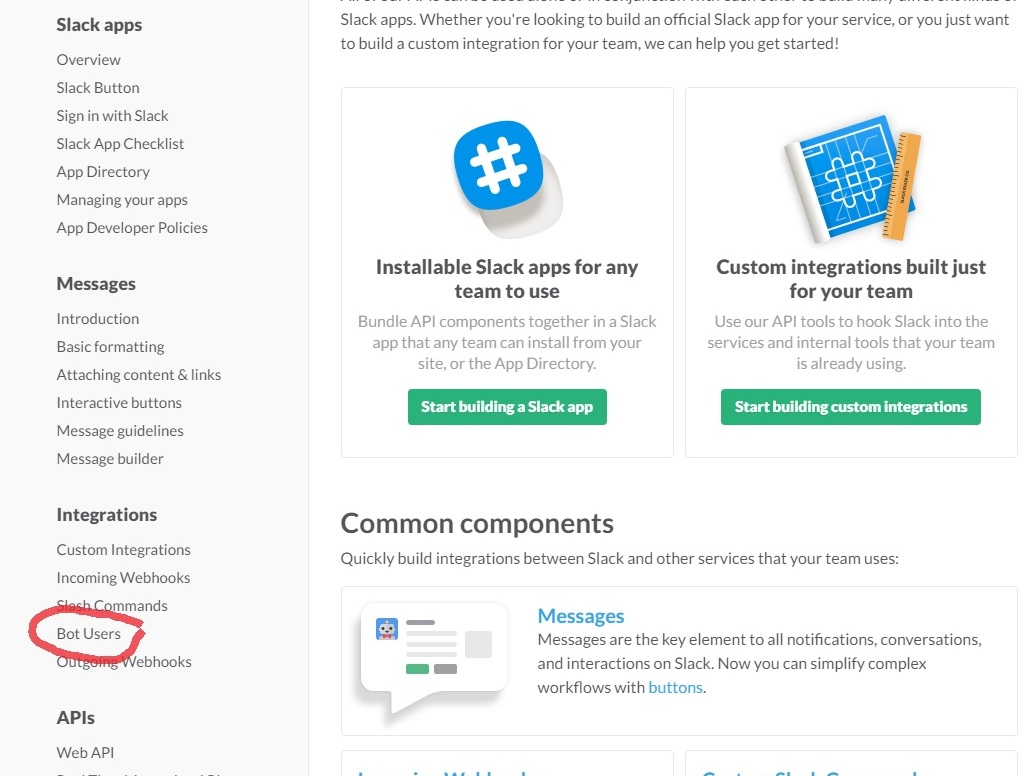 Slack apps
Overview
Slack Button
Sign in with Slack
Slack App Checklist
App Directory
Managing your apps
App Developer Policies
Messages
Introduction
Basic formatting
Attaching content & links
Interactive buttons
Message guidelines
Message builder
Integrations
Custom Integrations
Incoming Webhooks
Slash Commands
Bot Users
Outgoing Webhooks
APIs
Web API
Slack apps. Whether you're looking to build an official Slack app for your service, or you just want
to build a custom integration for your team, we can help you get started!
Installable Slack apps for any
team to use
Bundle API components together in a Slack
app that any team can install from your
site, or the App Directory.
Start building a Slack app
Custom integrations built just
for your team
Use our API tools to hook Slack into the
services and internal tools that your team
is already using.
Start building custom integrations
Common components
Quickly build integrations between Slack and other services that your team uses:
Messages
Messages are the key element to all notifications, conversations,
and interactions on Slack. Now you can simplify complex
workflows with buttons.